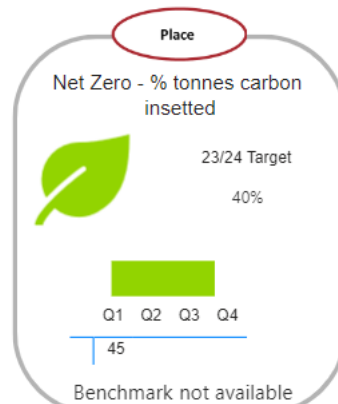 Place
Net Zero - % tonnes carbon
insetted
23/24 Target
40%
Q1 Q2 Q3 Q4
45
Benchmark not available